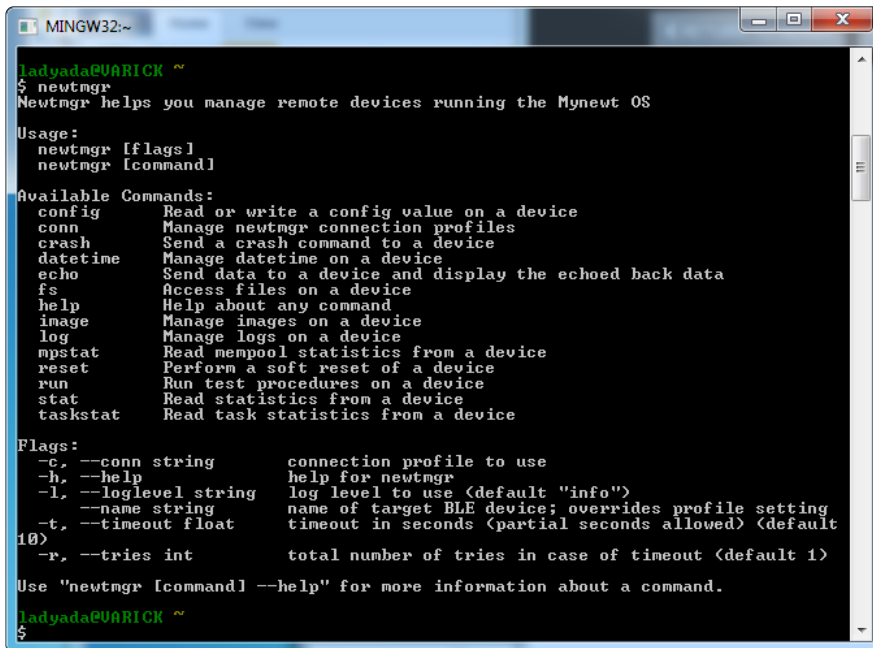 MINGW32:~
ladyada@VARICK ~
$ newtmgr
Newtmgr helps you manage remote devices running the Mynewt OS
Usage:
newtmgr [flags]
newtmgr [command]
Available Commands:
config Read or write a config value on a device
conn Manage newtmgr connection profiles
crash Send a crash command to a device
datetime Manage datetime on a device
echo Send data to a device and display the echoed back data
fs Access files on a device
help Help about any command
image Manage images on a device
log Manage logs on a device
mpstat Read mempool statistics from a device
reset Perform a soft reset of a device
run Run test procedures on a device
stat Read statistics from a device
taskstat Read task statistics from a device
Flags:
-c, --conn string connection profile to use
-h, --help help for newtmgr
-l, --loglevel string log level to use (default "info")
--name string name of target BLE device; overrides profile setting
-t, --timeout float timeout in seconds (partial seconds allowed) (default
10)
-r, --tries int total number of tries in case of timeout (default 1)
Use "newtmgr [command] --help" for more information about a command.
ladyada@VARICK ~
$